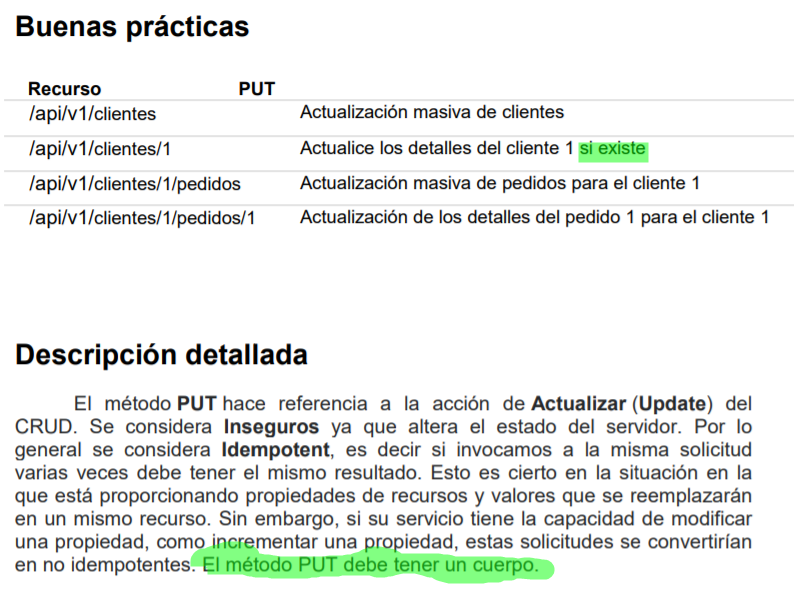 Buenas prácticas
Recurso PUT
/api/v1/clientes Actualización masiva de clientes
/api/v1/clientes/1 Actualice los detalles del cliente 1 si existe
/api/v1/clientes/1/pedidos Actualización masiva de pedidos para el cliente 1
/api/v1/clientes/1/pedidos/1 Actualización de los detalles del pedido 1 para el cliente 1
Descripción detallada
El método PUT hace referencia a la acción de Actualizar (Update) del
CRUD. Se considera Inseguros ya que altera el estado del servidor. Por lo
general se considera Idempotent, es decir si invocamos a la misma solicitud
varias veces debe tener el mismo resultado. Esto es cierto en la situación en la
que está proporcionando propiedades de recursos y valores que se reemplazarán
en un mismo recurso. Sin embargo, si su servicio tiene la capacidad de modificar
una propiedad, como incrementar una propiedad, estas solicitudes se convertirían
en no idempotentes. El método PUT debe tener un cuerpo.